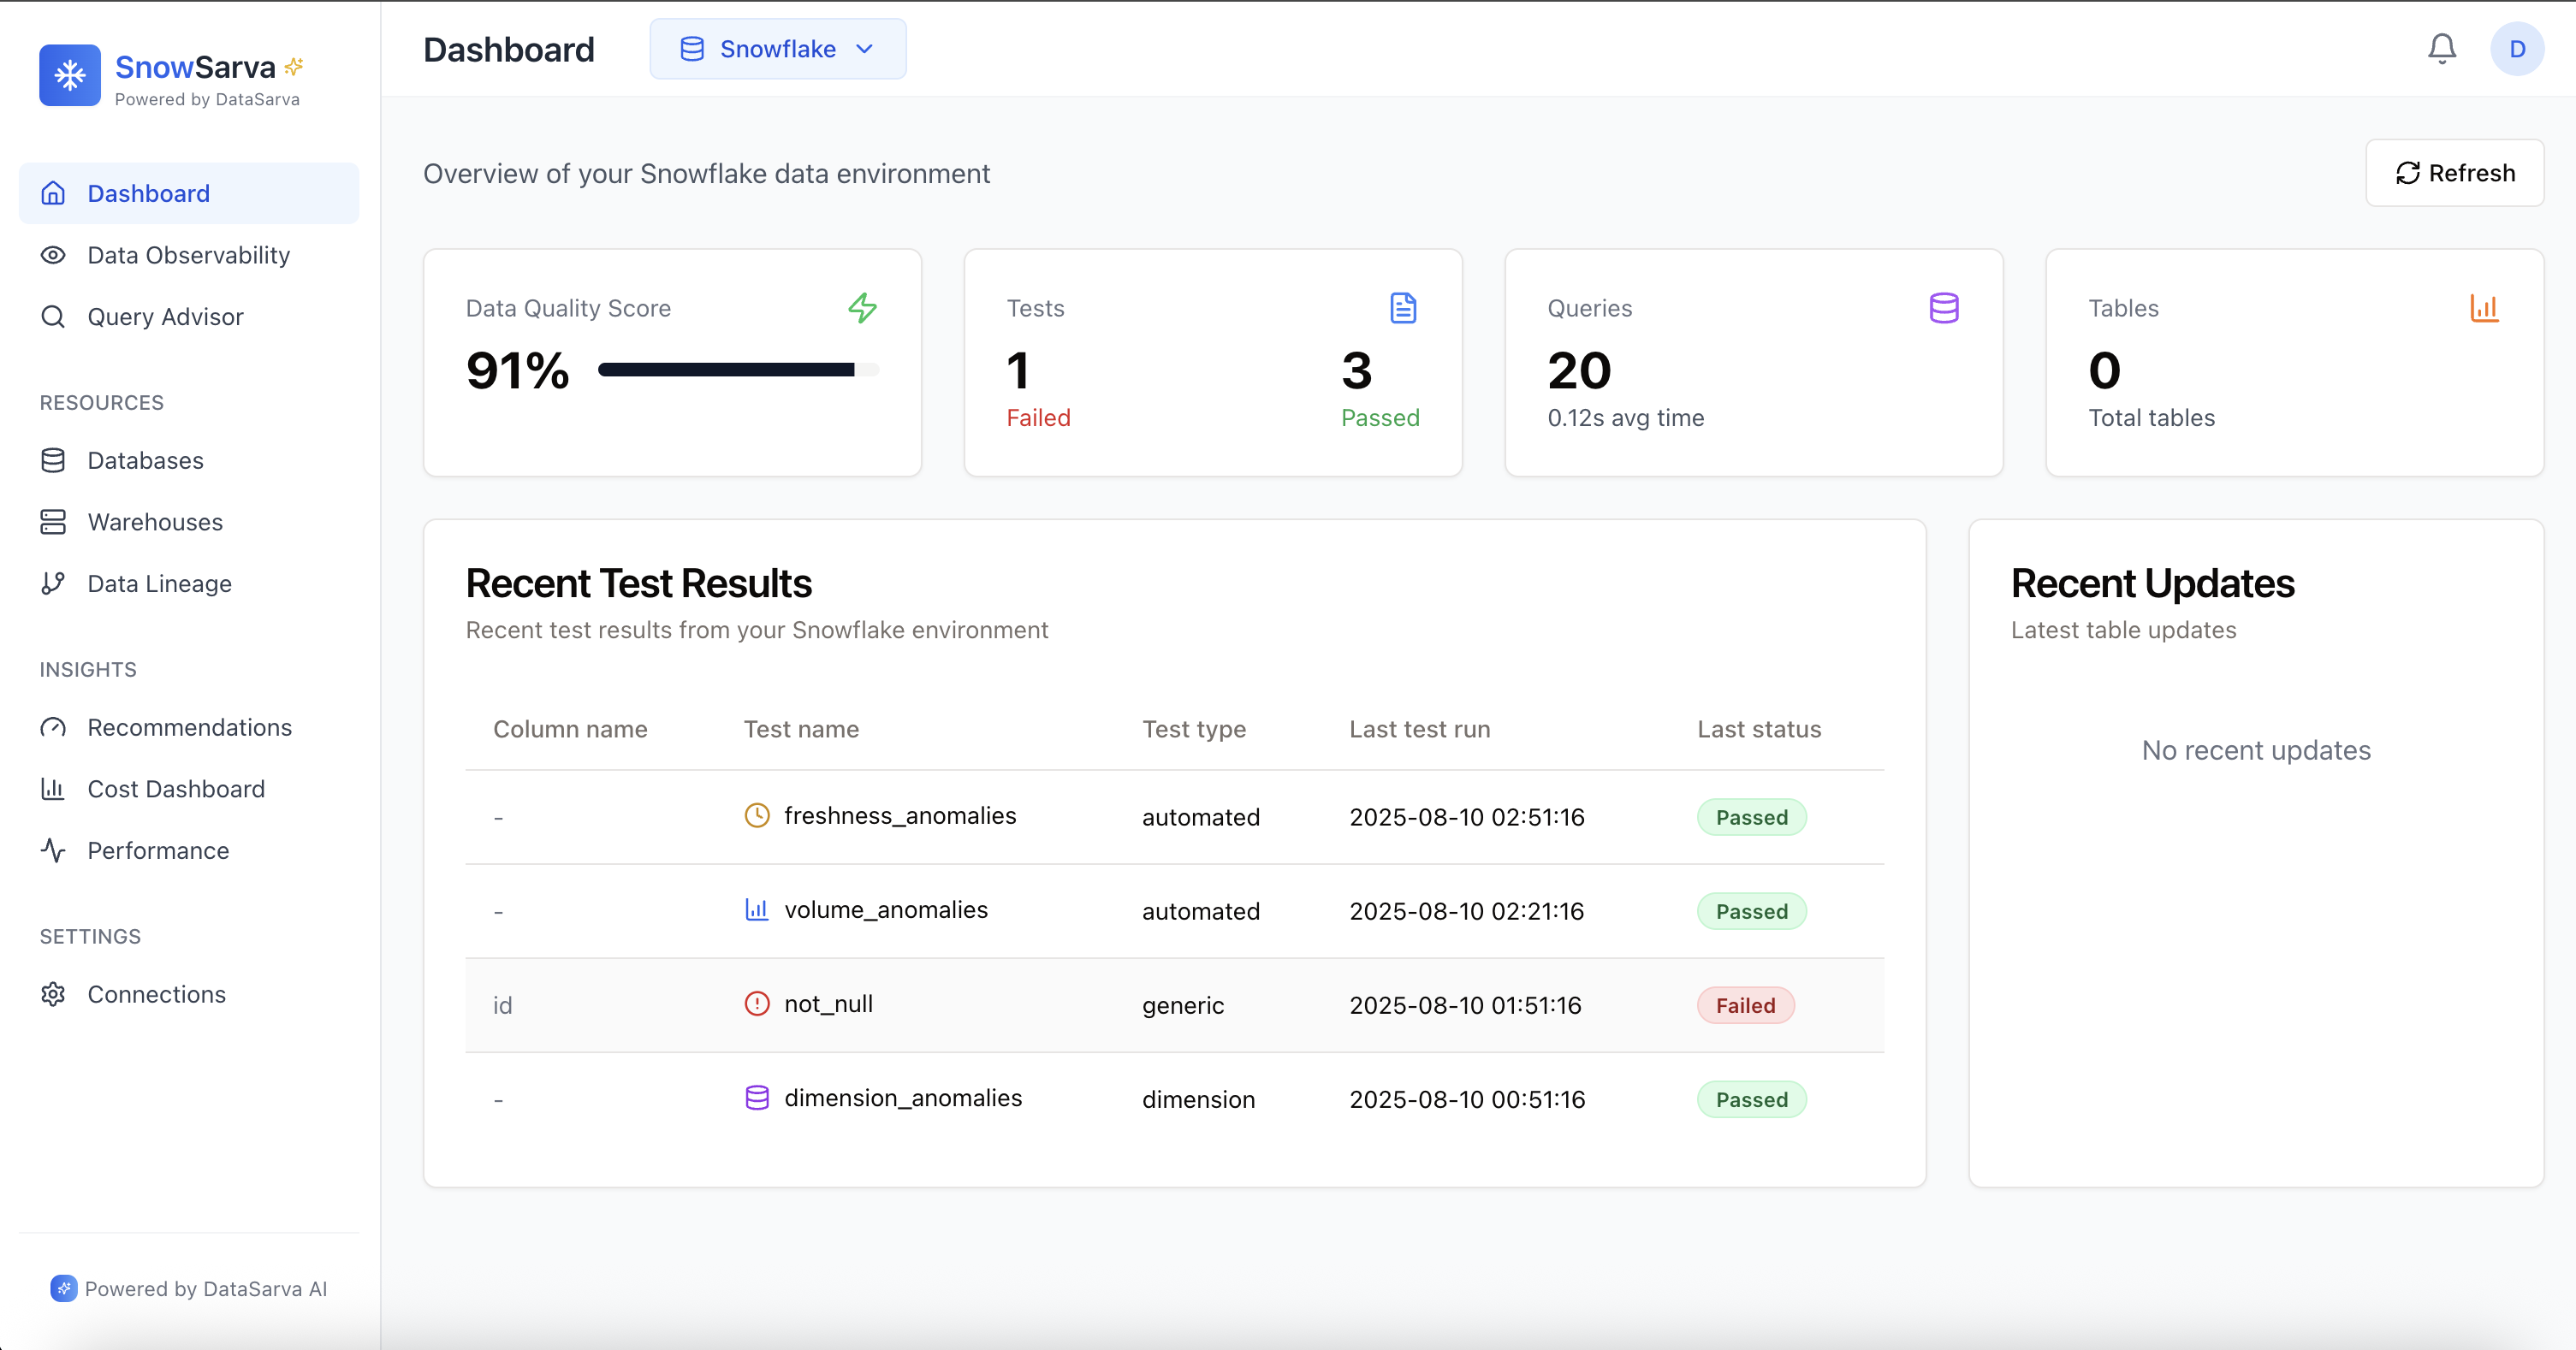 SnowSarva
Powered by DataSarva
Dashboard
Data Observability
Query Advisor
RESOURCES
Databases
Warehouses
Data Lineage
INSIGHTS
Recommendations
Cost Dashboard
Performance
SETTINGS
Connections
Powered by DataSarva AI
Dashboard
Snowflake
D
Overview of your Snowflake data environment
Refresh
Data Quality Score
91%
Tests
1 3
Failed Passed
Queries
20
0.12s avg time
Tables
0
Total tables
Recent Test Results
Recent test results from your Snowflake environment
Column name Test name Test type Last test run Last status
- freshness_anomalies automated 2025-08-10 02:51:16 Passed
- volume_anomalies automated 2025-08-10 02:21:16 Passed
id not_null generic 2025-08-10 01:51:16 Failed
- dimension_anomalies dimension 2025-08-10 00:51:16 Passed
Recent Updates
Latest table updates
No recent updates